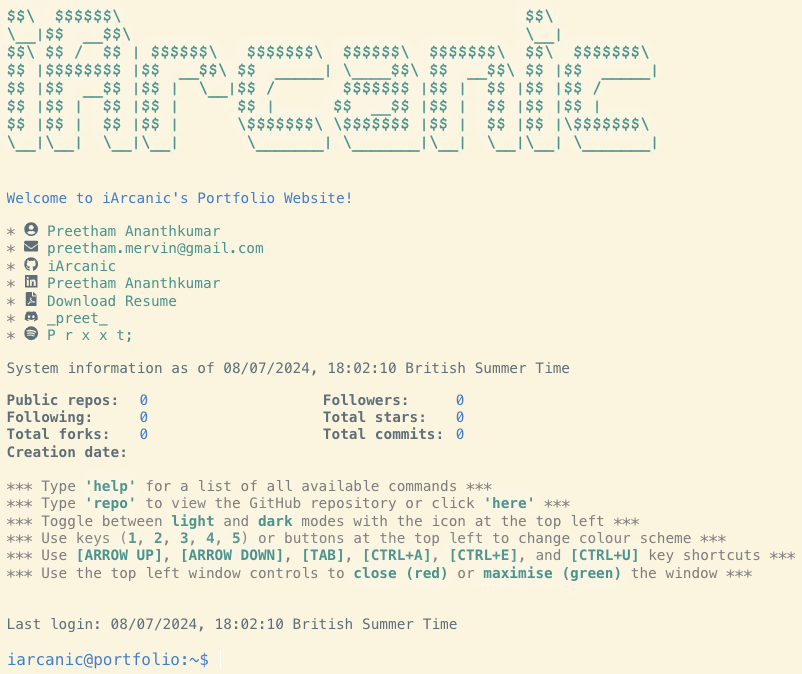 $$\  $$$$$$\                                               $$\
\__|$$  __$$\                                              \__|
$$\ $$ /  $$ | $$$$$$\   $$$$$$$\  $$$$$$\  $$$$$$$\  $$\  $$$$$$$\
$$ |$$$$$$$$ |$$  __$$\ $$  _____| \____$$\ $$  __$$\ $$ |$$  _____|
$$ |$$  __$$ |$$ |  \__|$$ /        $$$$$$$ |$$ |  $$ |$$ |$$ /
$$ |$$ |  $$ |$$ |       $$ |       $$  __$$ |$$ |  $$ |$$ |$$ |
$$ |$$ |  $$ |$$ |       \$$$$$$$\ \$$$$$$$ |$$ |  $$ |$$ |\$$$$$$$\
\__|\__|  \__|\__|        \_______| \_______|\__|  \__|\__| \_______|
Welcome to iArcanic's Portfolio Website!
* Preetham Ananthkumar
* preetham.mervin@gmail.com
* iArcanic
* Preetham Ananthkumar
* Download Resume
* _preet_
* P r x x t;
System information as of 08/07/2024, 18:02:10 British Summer Time
Public repos: 0 Followers: 0
Following: 0 Total stars: 0
Total forks: 0 Total commits: 0
Creation date:
*** Type 'help' for a list of all available commands ***
*** Type 'repo' to view the GitHub repository or click 'here' ***
*** Toggle between light and dark modes with the icon at the top left ***
*** Use keys (1, 2, 3, 4, 5) or buttons at the top left to change colour scheme ***
*** Use [ARROW UP], [ARROW DOWN], [TAB], [CTRL+A], [CTRL+E], and [CTRL+U] key shortcuts ***
*** Use the top left window controls to close (red) or maximise (green) the window ***
Last login: 08/07/2024, 18:02:10 British Summer Time
iarcanic@portfolio:~$